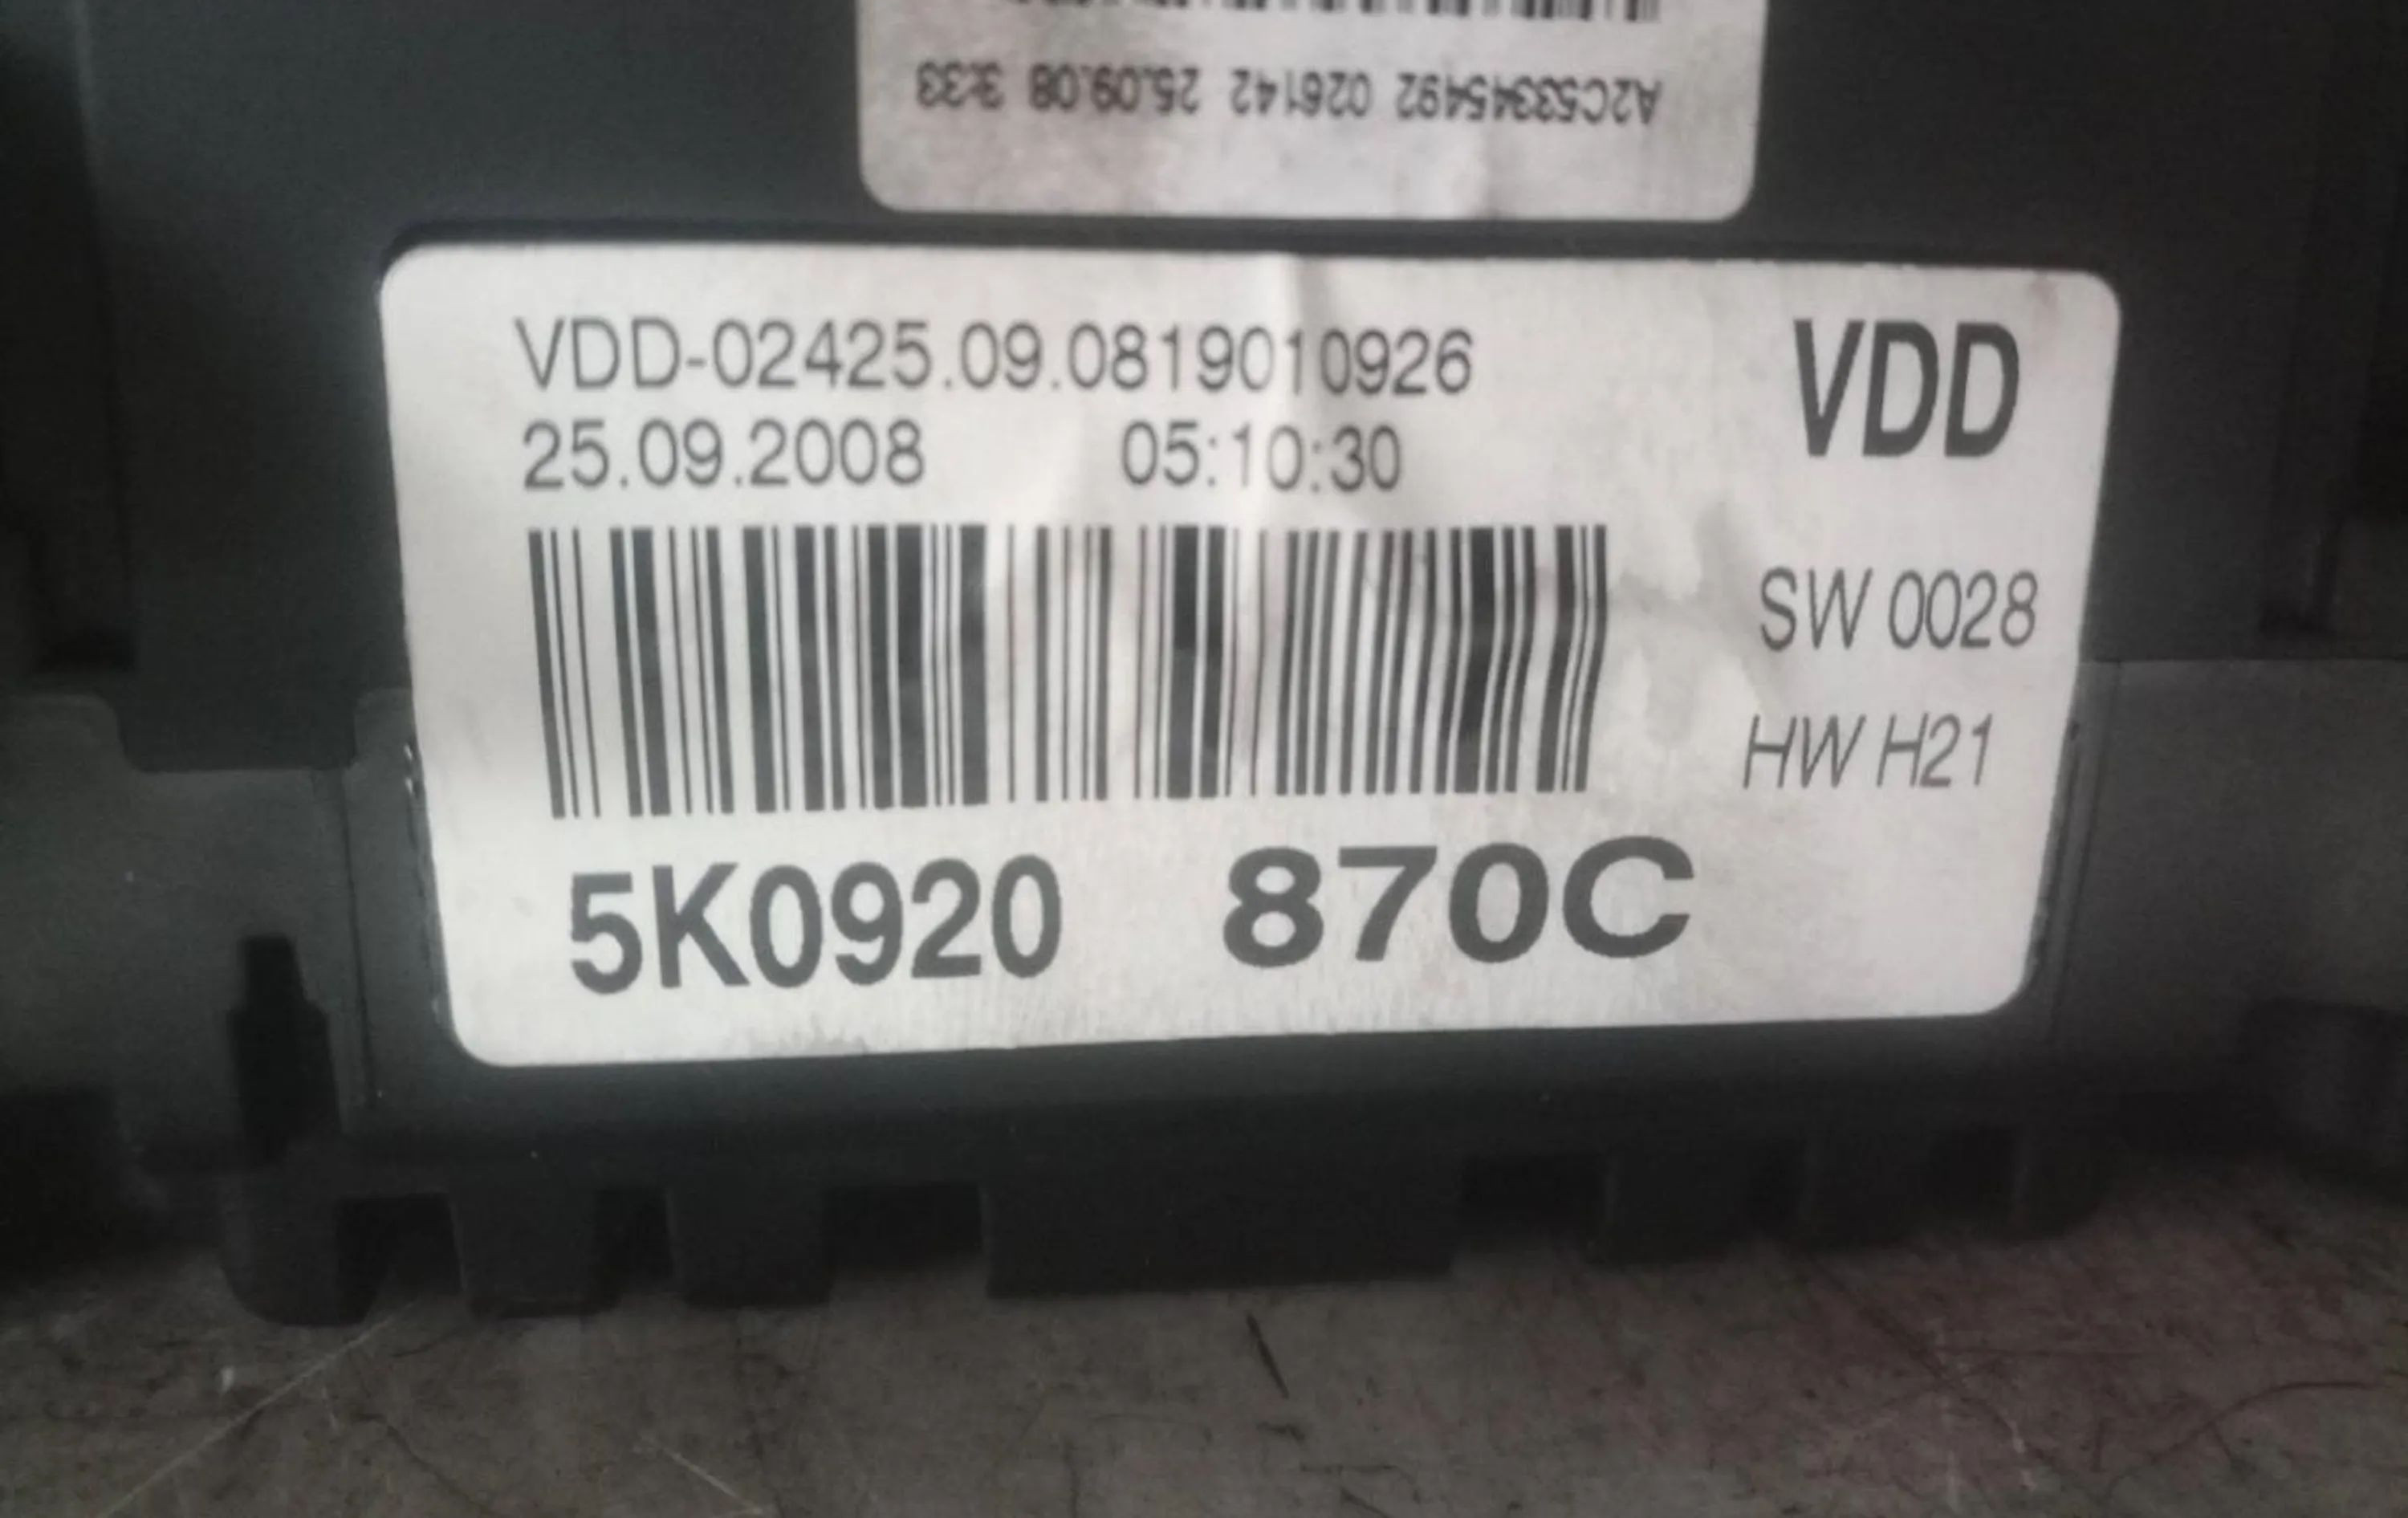 A2C53345492 026142 25.09.08 3:33
VDD-02425.09.0819010926
25.09.2008 05:10:30
VDD
SW 0028
HW H21
5K0920 870C